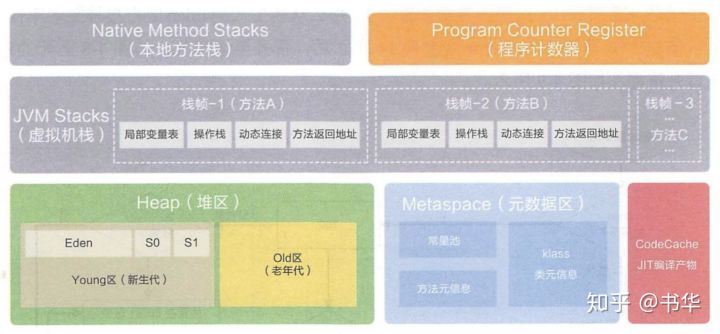 Native Method Stacks
（本地方法栈）
Program Counter Register
（程序计数器）
JVM Stacks
（虚拟机栈）
栈帧-1（方法A）
局部变量表
操作栈
动态连接
方法返回地址
栈帧-2（方法B）
局部变量表
操作栈
动态连接
方法返回地址
栈帧-3
...
方法C
...
Heap（堆区）
Eden
S0
S1
Young区（新生代）
Old区
（老年代）
Metaspace（元数据区）
常量池
方法元信息
klass
类元信息
CodeCache
JIT编译产物
知乎 @书华